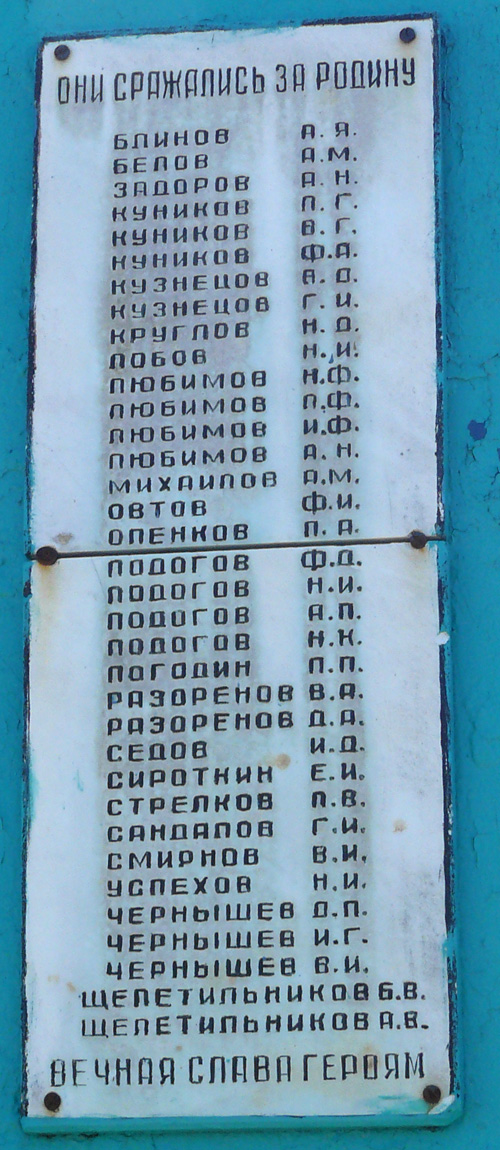 ОНИ СРАЖАЛИСЬ ЗА РОДИНУ
БЛИНОВ А. Я.
БЕЛОВ А.М.
ЗАДОРОВ А. Н.
КУНИКОВ П. Г.
КУНИКОВ В. Г.
КУНИКОВ Ф.А.
КУЗНЕЦОВ А. Д.
КУЗНЕЦОВ Г. И.
КРУГЛОВ Н. Д.
ЛОБОВ Н. И.
ЛЮБИМОВ Н.Ф.
ЛЮБИМОВ П.Ф.
ЛЮБИМОВ И.Ф.
ЛЮБИМОВ А. Н.
МИХАИЛОВ А.М.
ОВТОВ Ф.И.
ОПЕНКОВ П. А.
ПОДОГОВ Ф.Д.
ПОДОГОВ Н.И.
ПОДОГОВ А.П.
ПОДОГОВ Н.К.
ПОГОДИН П.П.
РАЗОРЕНОВ В.А.
РАЗОРЕНОВ Д.А.
СЕДОВ И.Д.
СИРОТКИН Е.И.
СТРЕЛКОВ П.В.
САНДАЛОВ Г.И.
СМИРНОВ В.И.
УСПЕХОВ Н.И.
ЧЕРНЫШЕВ Д.П.
ЧЕРНЫШЕВ И.Г.
ЧЕРНЫШЕВ В.И.
ЩЕПЕТИЛЬНИКОВ Б.В.
ЩЕПЕТИЛЬНИКОВ А.В.
ВЕЧНАЯ СЛАВА ГЕРОЯМ